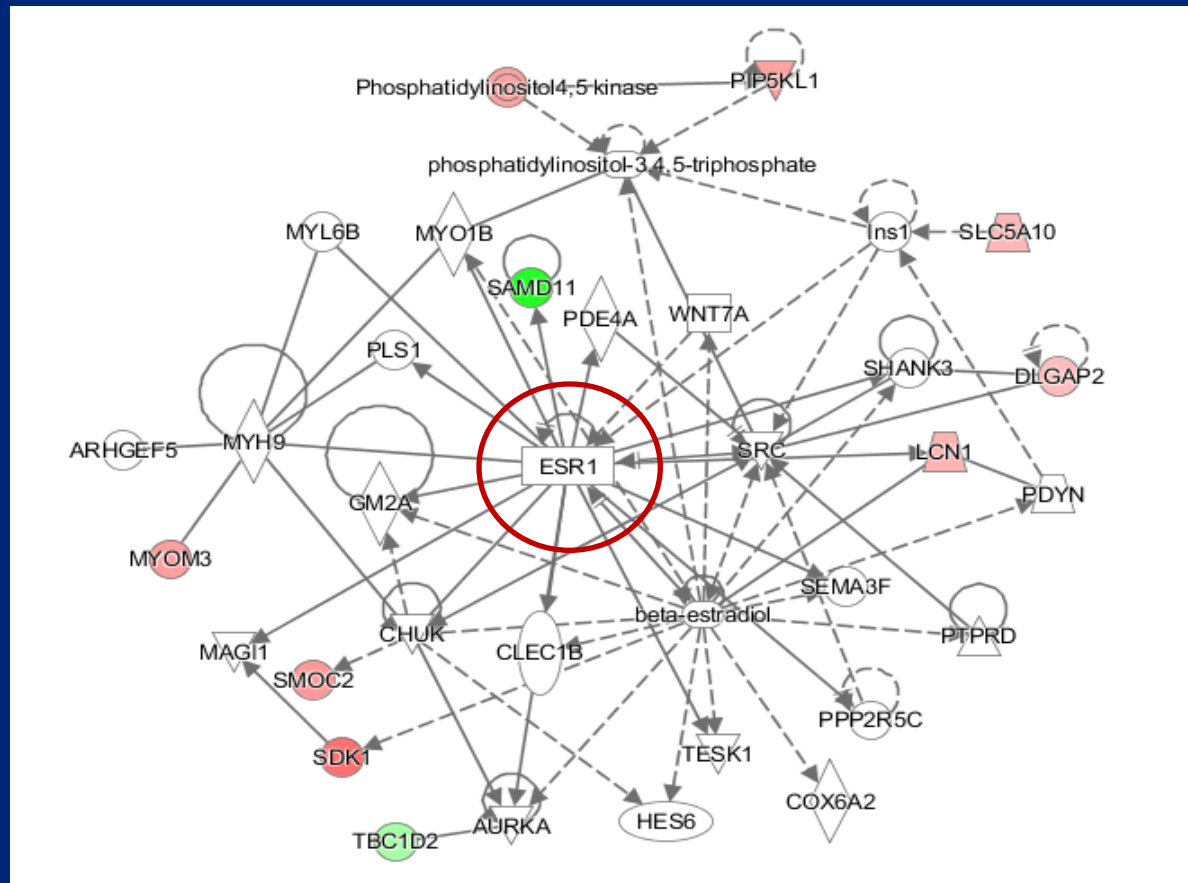 Phosphatidylinositol4,5 kinase
PIP5KL1
phosphatidylinositol-3,4,5-triphosphate
MYL6B
MYO1B
Ins1
SLC5A10
SAMD11
PDE4A
WNT7A
PLS1
SHANK3
DLGAP2
ARHGEF5
MYH9
ESR1
SRC
LCN1
GM2A
PDYN
MYOM3
SEMA3F
beta-estradiol
MAGI1
CHUK
CLEC1B
PTPRD
SMOC2
PPP2R5C
SDK1
TESK1
COX6A2
TBC1D2
AURKA
HES6